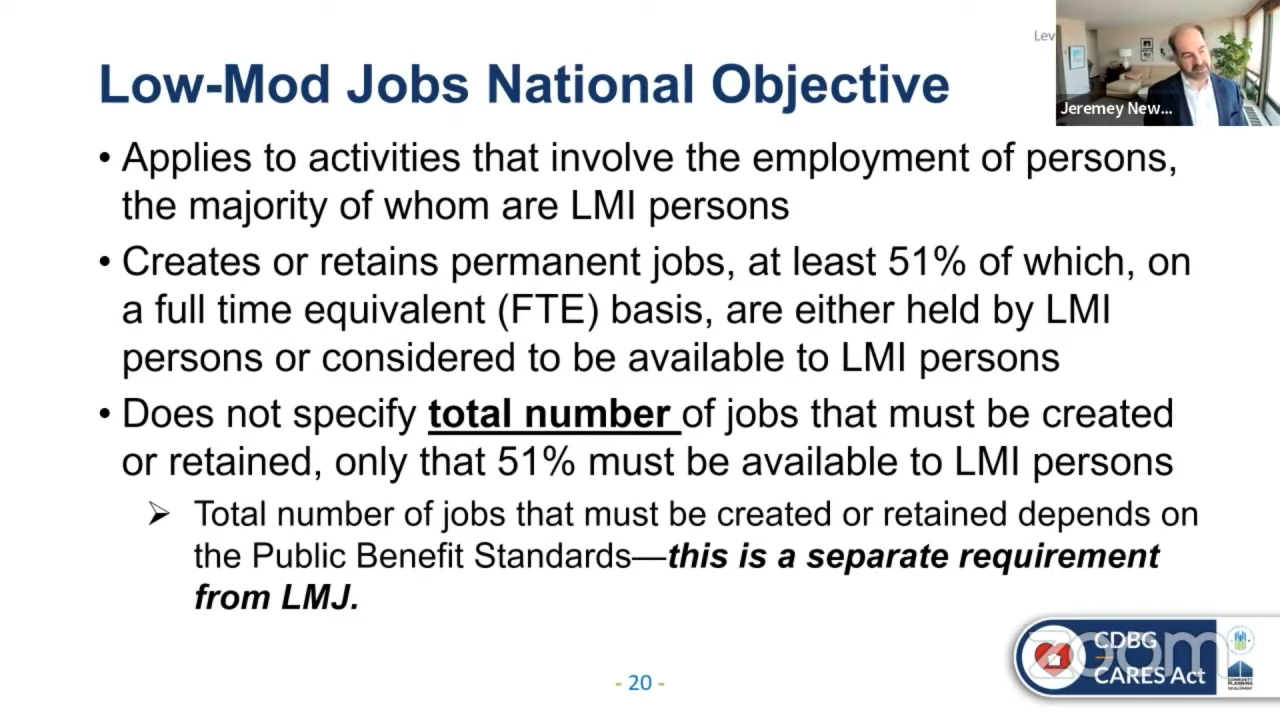 Lev
Low-Mod Jobs National Objective
Jeremey New...
• Applies to activities that involve the employment of persons,
the majority of whom are LMI persons
• Creates or retains permanent jobs, at least 51% of which, on
a full time equivalent (FTE) basis, are either held by LMI
persons or considered to be available to LMI persons
• Does not specify total number of jobs that must be created
or retained, only that 51% must be available to LMI persons
➢ Total number of jobs that must be created or retained depends on
the Public Benefit Standards—this is a separate requirement
from LMJ.
zoom
CDBG
CARES Act
COMMUNITY
PLANNING
DEVELOPMENT
- 20 -